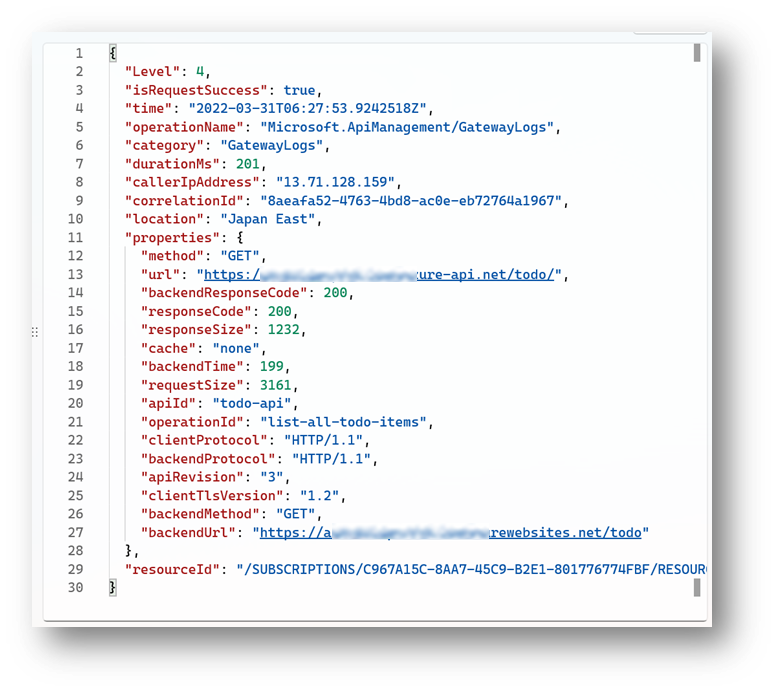 1 {
2 "Level": 4,
3 "isRequestSuccess": true,
4 "time": "2022-03-31T06:27:53.9242518Z",
5 "operationName": "Microsoft.ApiManagement/GatewayLogs",
6 "category": "GatewayLogs",
7 "durationMs": 201,
8 "callerIpAddress": "13.71.128.159",
9 "correlationId": "8aeafa52-4763-4bd8-ac0e-eb72764a1967",
10 "location": "Japan East",
11 "properties": {
12 "method": "GET",
13 "url": "https:/ ure-api.net/todo/",
14 "backendResponseCode": 200,
15 "responseCode": 200,
16 "responseSize": 1232,
17 "cache": "none",
18 "backendTime": 199,
19 "requestSize": 3161,
20 "apiId": "todo-api",
21 "operationId": "list-all-todo-items",
22 "clientProtocol": "HTTP/1.1",
23 "backendProtocol": "HTTP/1.1",
24 "apiRevision": "3",
25 "clientTlsVersion": "1.2",
26 "backendMethod": "GET",
27 "backendUrl": "https://a rewebsites.net/todo"
28 },
29 "resourceId": "/SUBSCRIPTIONS/C967A15C-8AA7-45C9-B2E1-801776774FBF/RESOUR
30 }